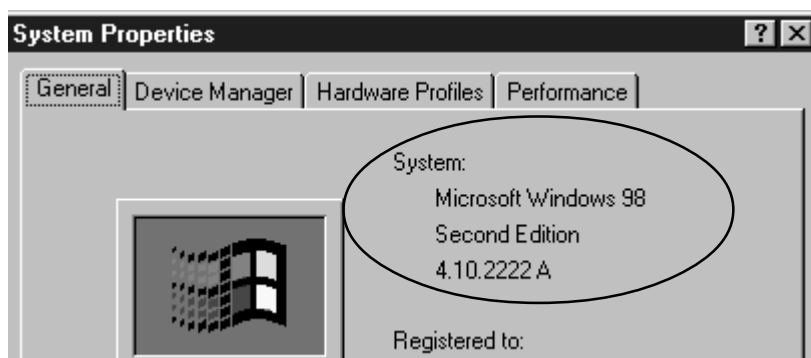 System Properties
General Device Manager Hardware Profiles Performance
System:
Microsoft Windows 98
Second Edition
4.10.2222 A
Registered to: